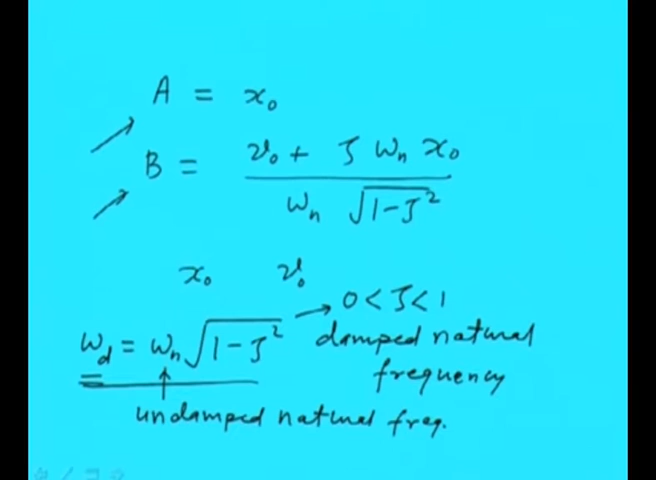 A = x₀
B = (v₀ + ζ ωₙ x₀) / (ωₙ √(1-ζ²))
x₀ v₀
ω_d = ωₙ √(1-ζ²) → 0 < ζ < 1
damped natural
frequency
undamped natural freq.